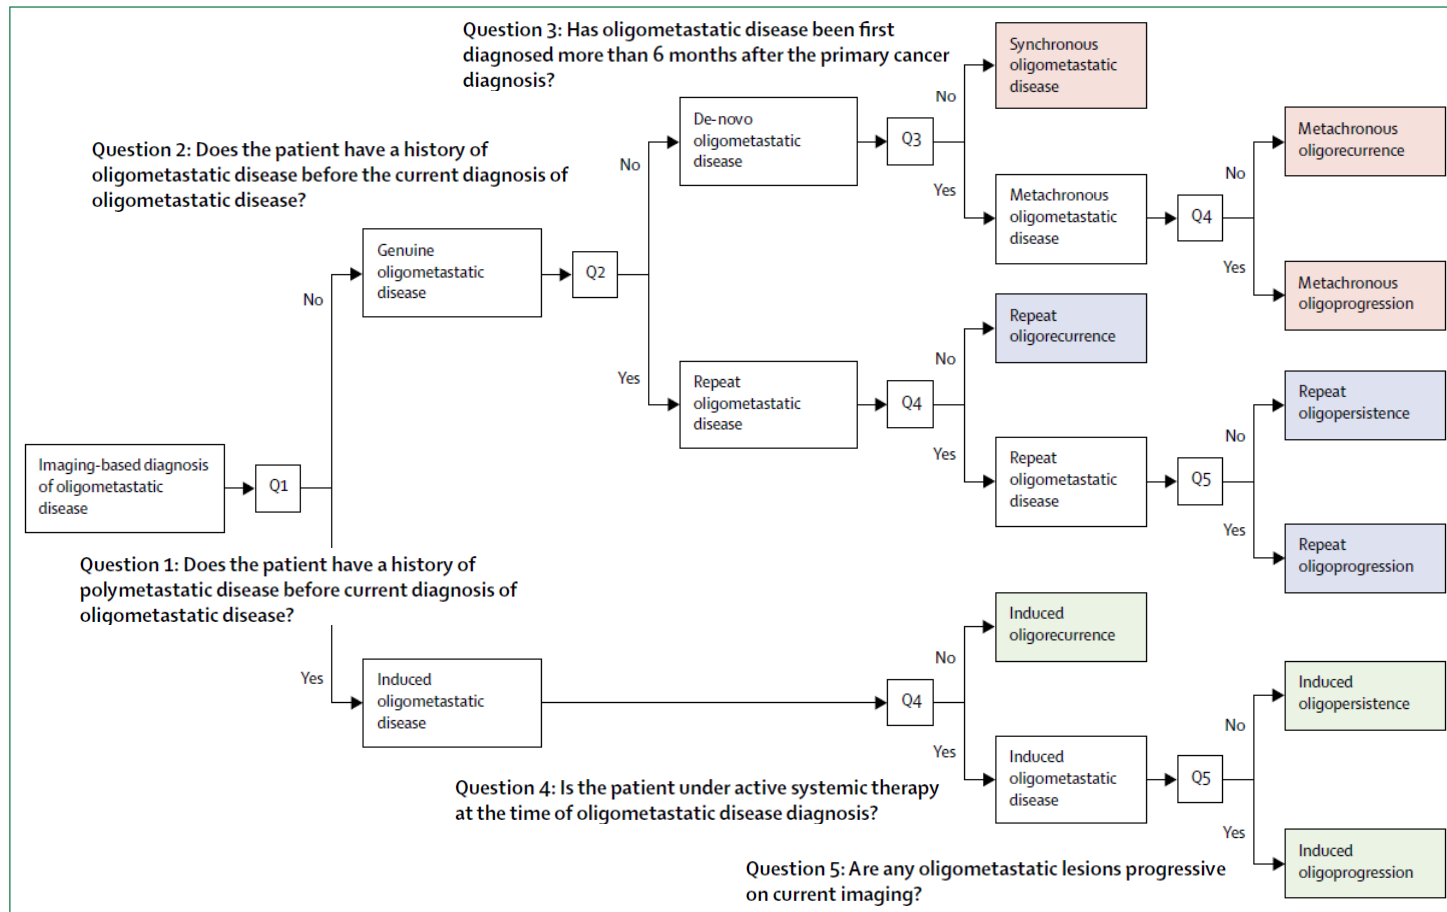 Question 3: Has oligometastatic disease been first
diagnosed more than 6 months after the primary cancer
diagnosis?
Synchronous
oligometastatic
disease
No
De-novo
oligometastatic
disease
Q3
Metachronous
oligorecurrence
Question 2: Does the patient have a history of
oligometastatic disease before the current diagnosis of
oligometastatic disease?
No
No
Yes
Metachronous
oligometastatic
disease
Q4
Genuine
oligometastatic
disease
Q2
Yes
Metachronous
oligoprogression
No
Repeat
oligorecurrence
No
Yes
Repeat
oligometastatic
disease
Q4
Repeat
oligopersistence
No
Yes
Repeat
oligometastatic
disease
Q5
Imaging-based diagnosis
of oligometastatic
disease
Q1
Yes
Repeat
oligoprogression
Question 1: Does the patient have a history of
polymetastatic disease before current diagnosis of
oligometastatic disease?
Induced
oligorecurrence
No
Yes
Induced
oligometastatic
disease
Q4
Induced
oligopersistence
No
Yes
Induced
oligometastatic
disease
Q5
Question 4: Is the patient under active systemic therapy
at the time of oligometastatic disease diagnosis?
Yes
Induced
oligoprogression
Question 5: Are any oligometastatic lesions progressive
on current imaging?